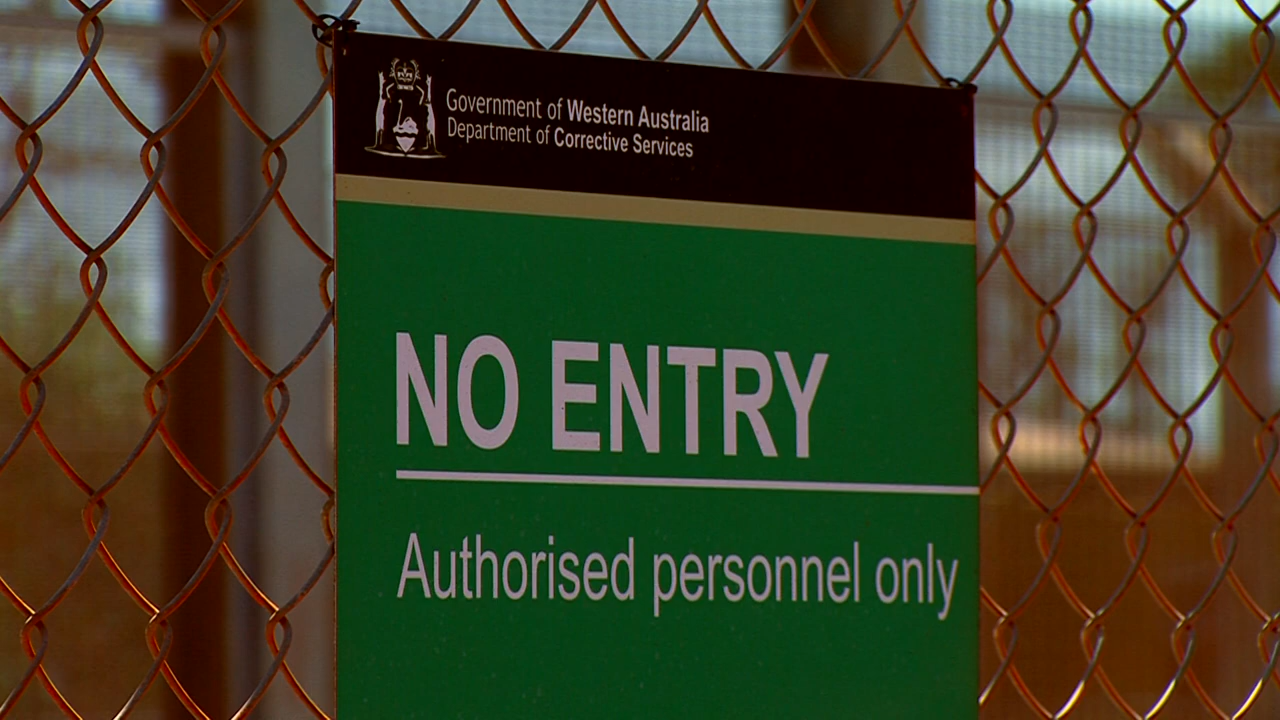 Government of Western Australia
Department of Corrective Services
NO ENTRY
Authorised personnel only